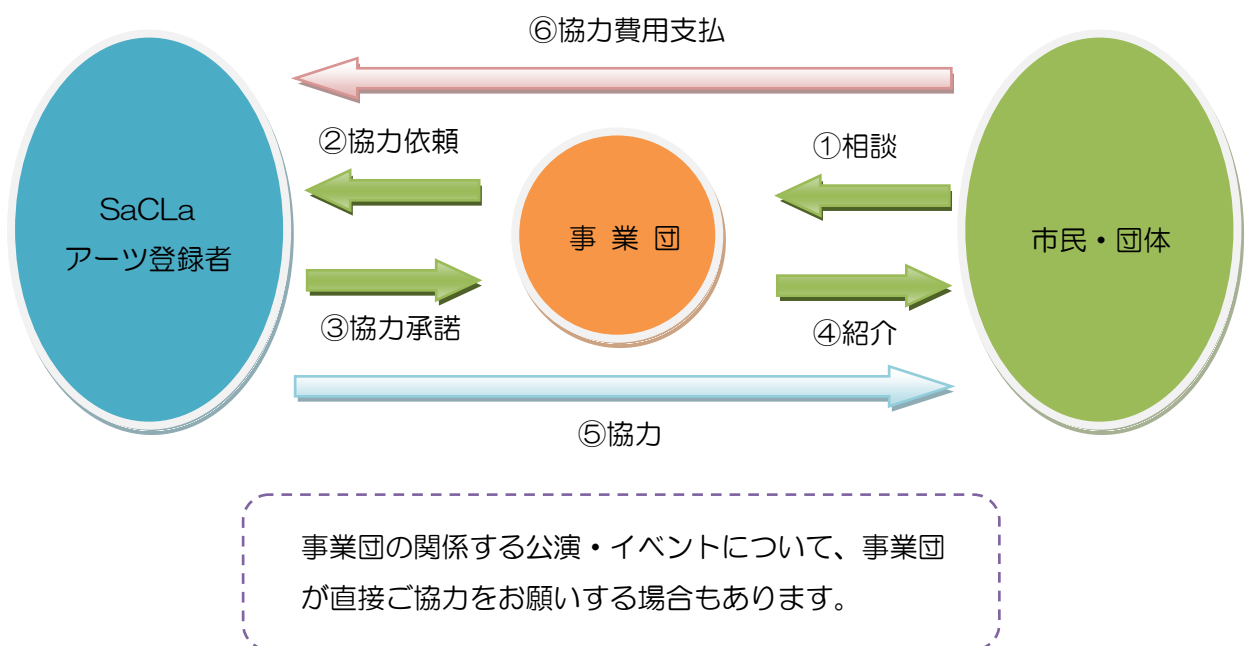 ⑥協力費用支払
②協力依頼
①相談
SaCLa
アーツ登録者
事 業 団
市民・団体
③協力承諾
④紹介
⑤協力
事業団の関係する公演・イベントについて、事業団
が直接ご協力をお願いする場合もあります。